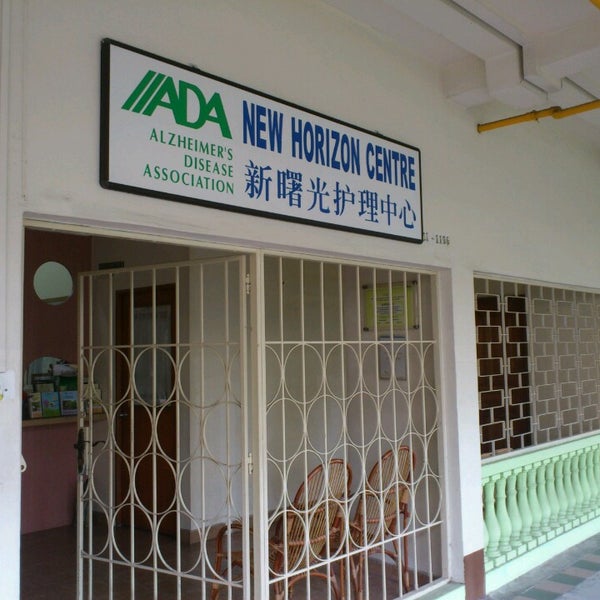 ADA
ALZHEIMER'S
DISEASE
ASSOCIATION
NEW HORIZON CENTRE
新曙光护理中心